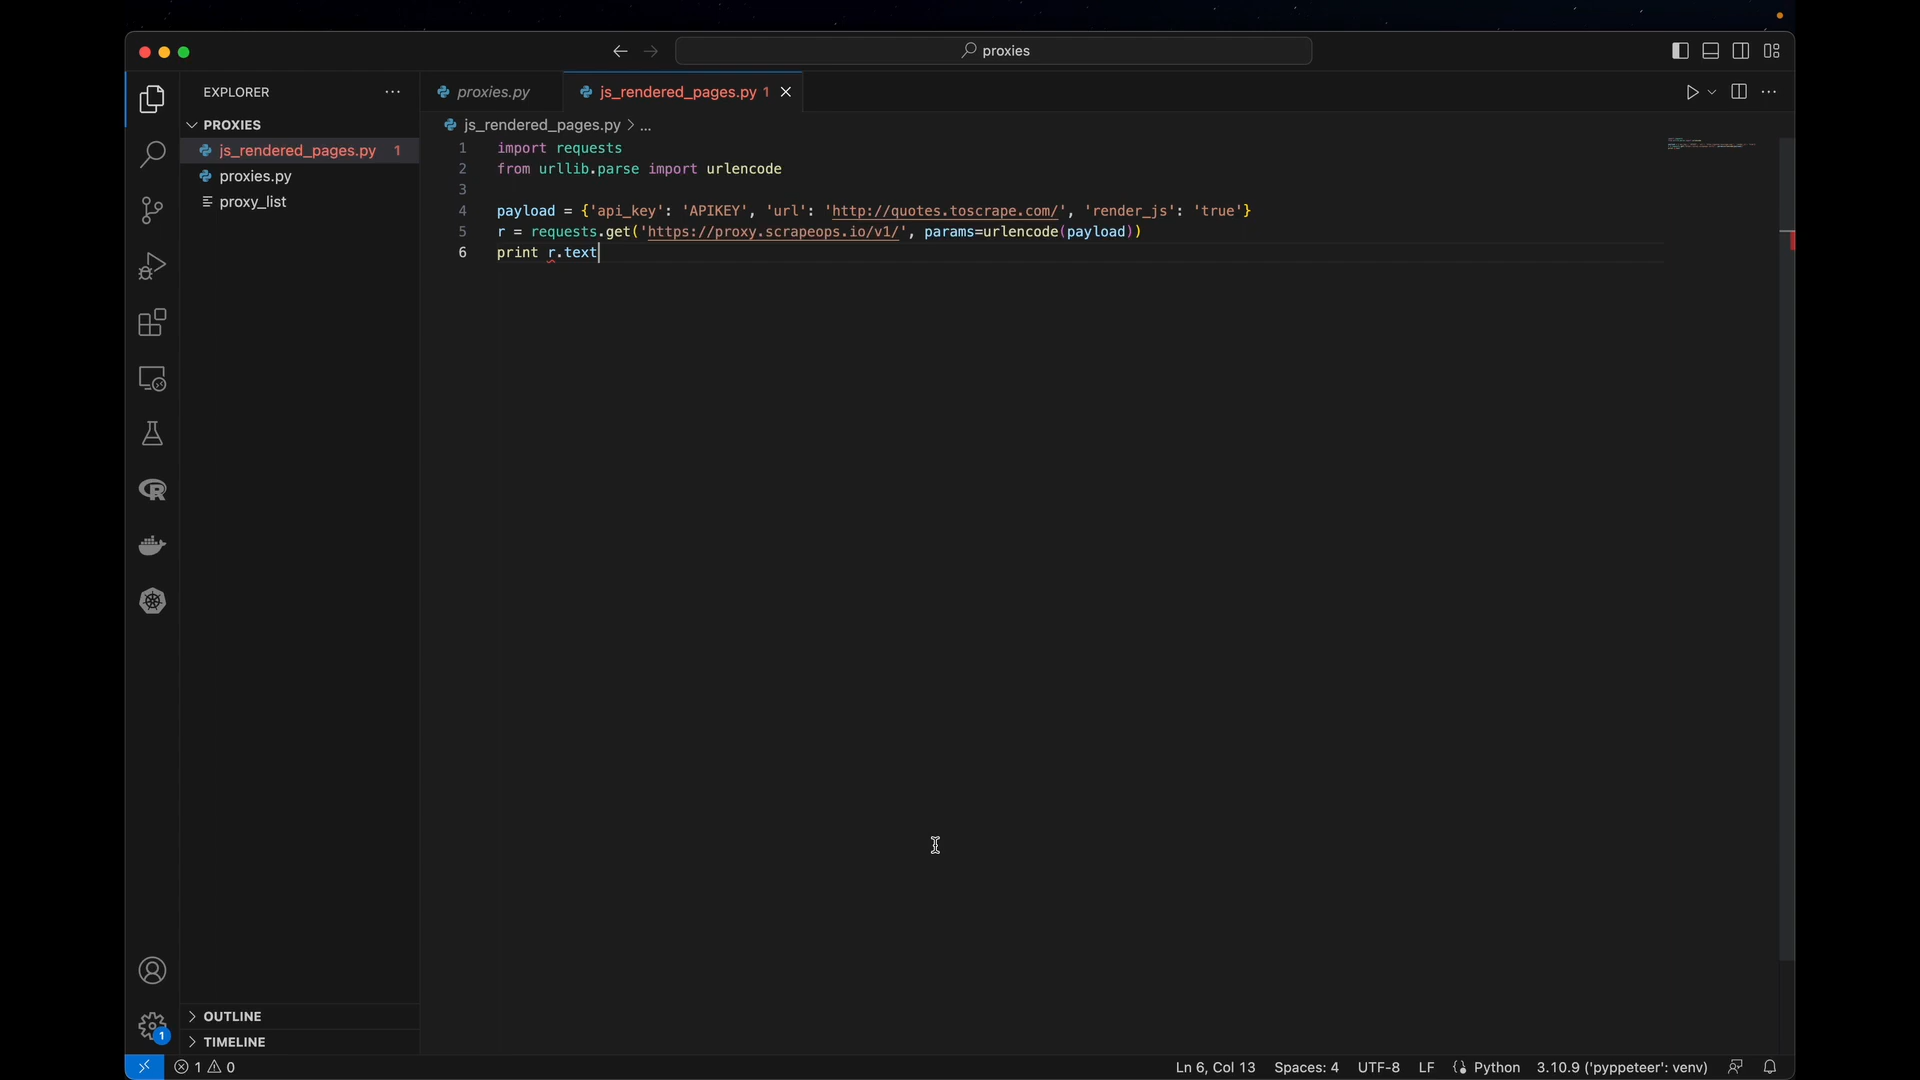 proxies
EXPLORER
PROXIES
js_rendered_pages.py 1
proxies.py
proxy_list
OUTLINE
TIMELINE
proxies.py
js_rendered_pages.py 1
js_rendered_pages.py > ...
1 import requests
2 from urllib.parse import urlencode
3
4 payload = {'api_key': 'APIKEY', 'url': 'http://quotes.toscrape.com/', 'render_js': 'true'}
5 r = requests.get('https://proxy.scrapeops.io/v1/', params=urlencode(payload))
6 print r.text
1
1 0 Ln 6, Col 13 Spaces: 4 UTF-8 LF Python 3.10.9 ('pyppeteer': venv)